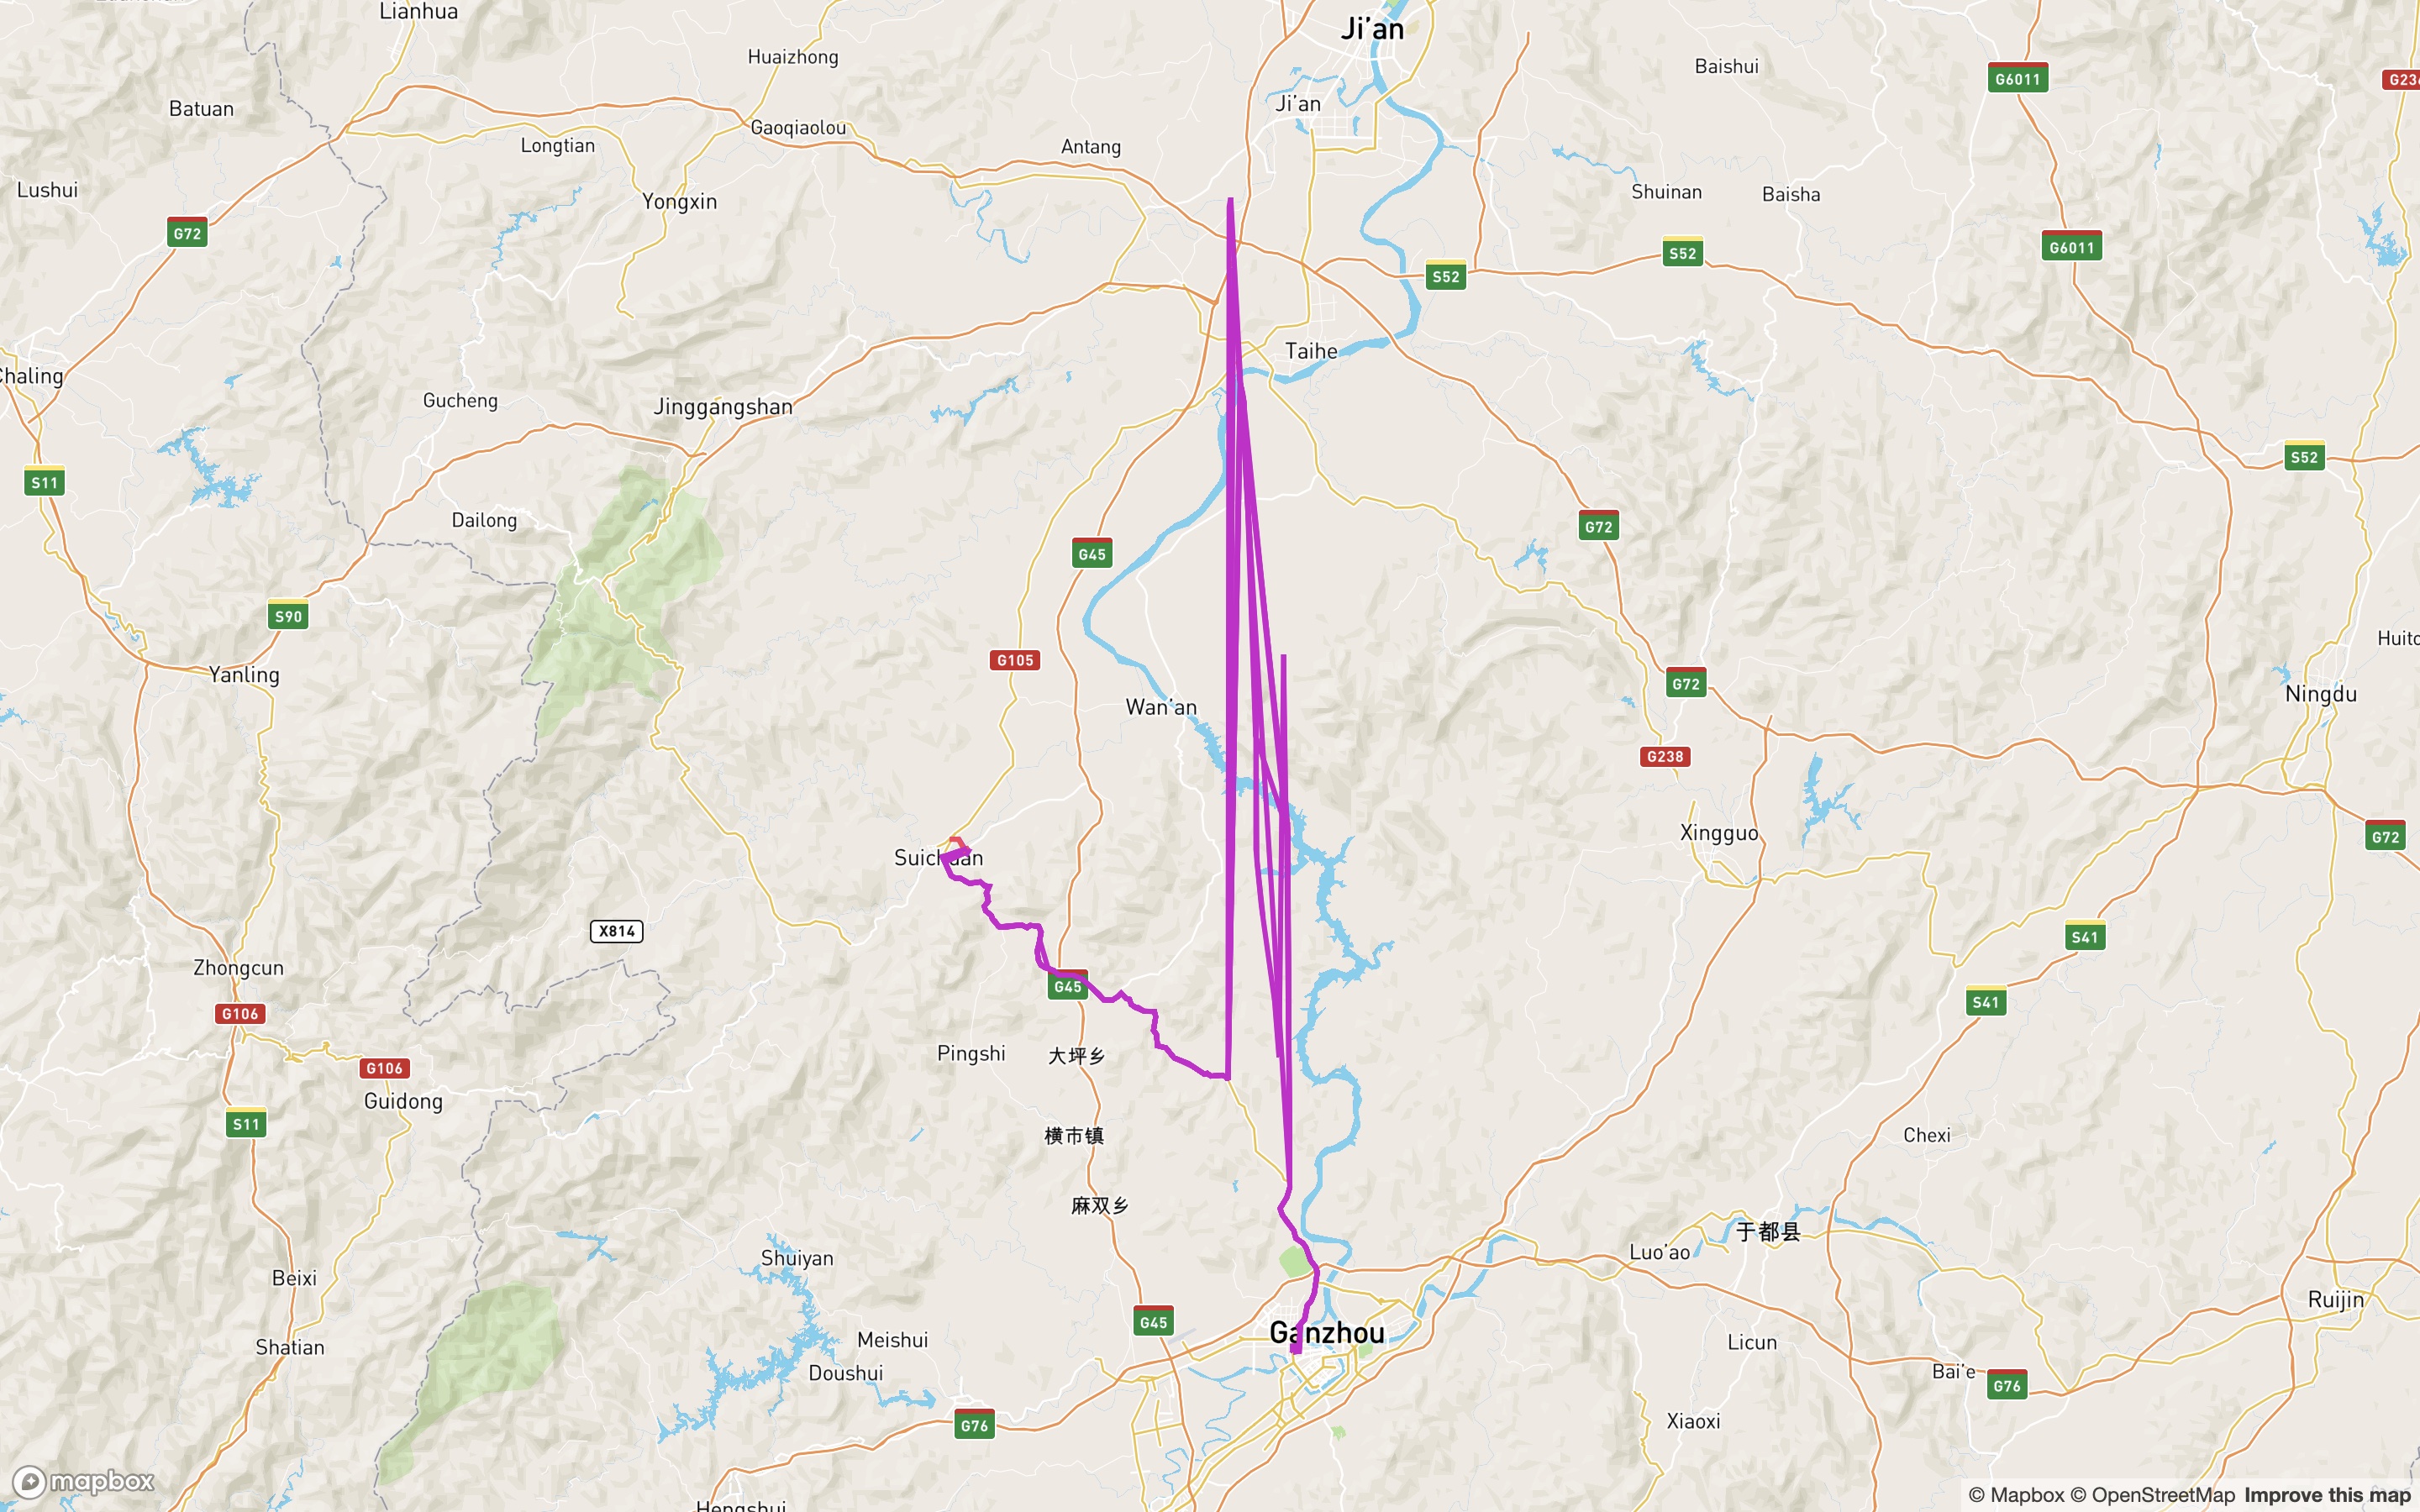 Lianhua
Ji'an
Huaizhong
Baishui
G6011
Batuan
Ji'an
Gaoqiaolou
Longtian
Antang
Lushui
Yongxin
Shuinan
Baisha
G72
G6011
S52
S52
Taihe
Chaling
Gucheng
Jinggangshan
S52
S11
Dailong
G72
G45
S90
Huito
G105
Yanling
G72
Ningdu
Wan'an
G238
Xingguo
G72
Suichuan
X814
S41
Zhongcun
G45
S41
G106
Pingshi
大坪乡
G106
Guidong
S11
横市镇
Chexi
麻双乡
于都县
Luo'ao
Shuiyan
Beixi
Ruijin
G45
Ganzhou
Meishui
Shatian
Licun
Doushui
Bai'e
G76
G76
Xiaoxi
mapbox
Hengshui
© Mapbox © OpenStreetMap Improve this map